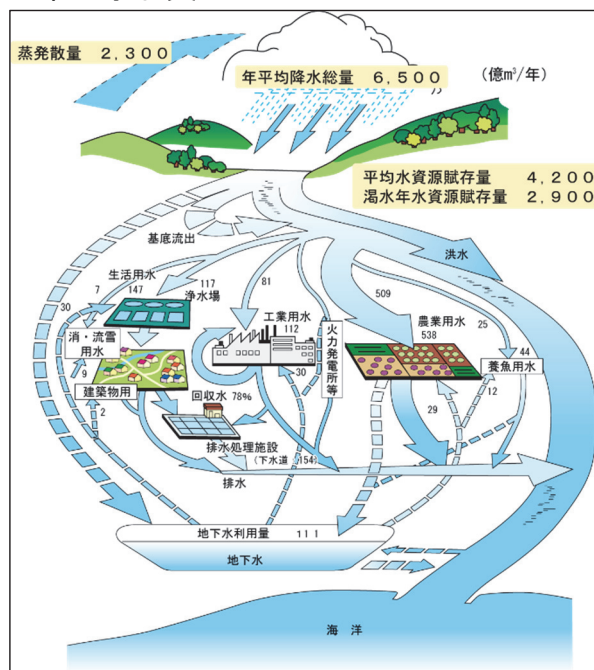 蒸発散量 2,300
年平均降水総量 6,500
(億m³/年)
平均水資源賦存量 4,200
渇水年水資源賦存量 2,900
基底流出
洪水
生活用水
147
7
30
117
浄水場
81
509
工業用水
112
火力発電所等
農業用水
538
25
44
養魚用水
消・流雪
用水
9
建築物用
2
回収水 78%
30
12
29
排水処理施設
(下水道 154)
排水
地下水利用量 111
地下水
海 洋